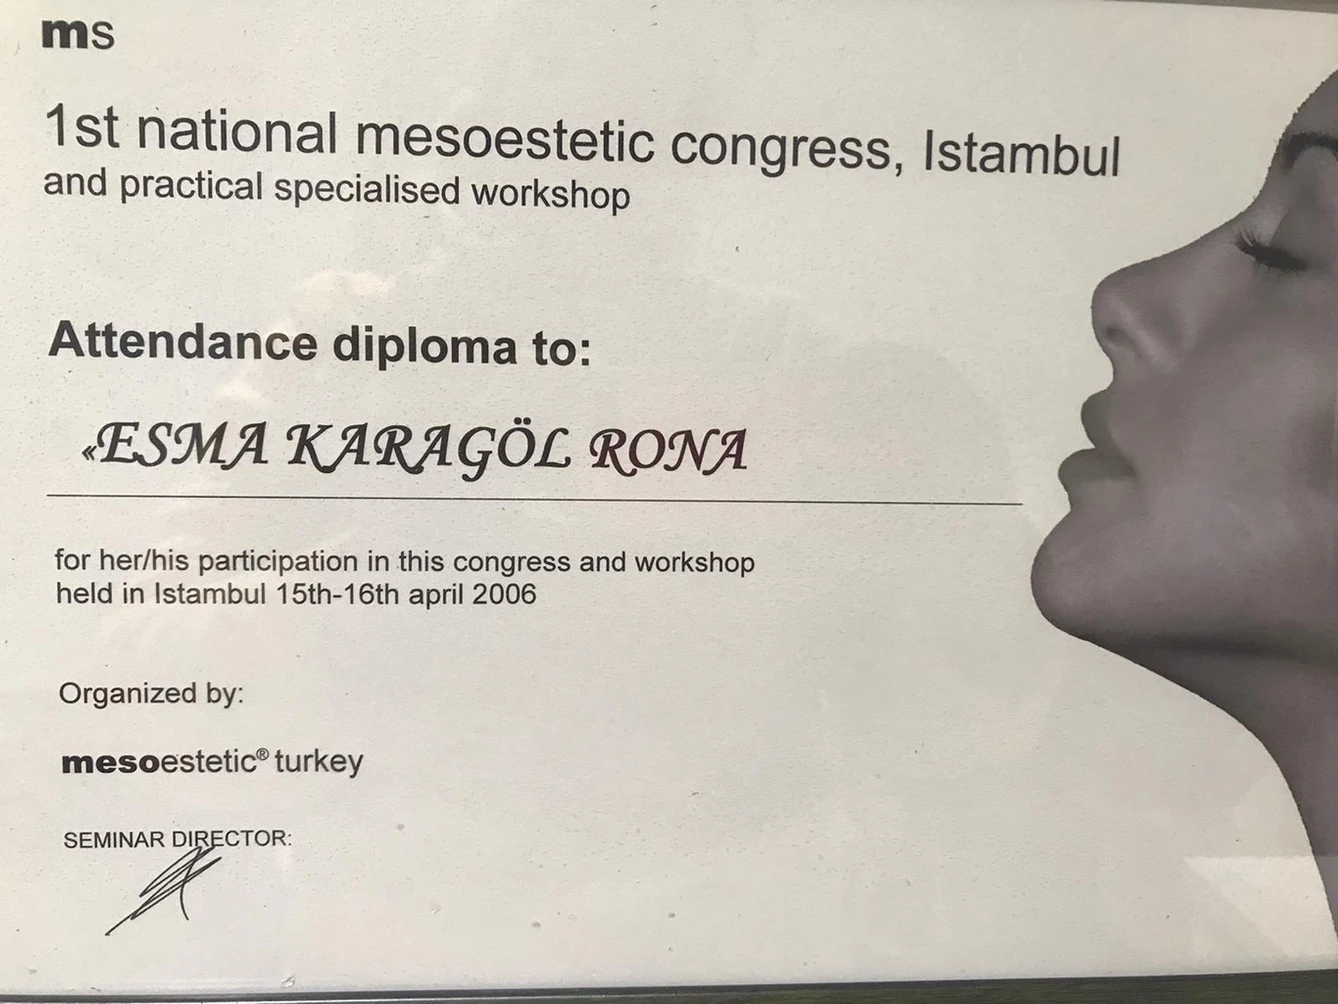 ms
1st national mesoestetic congress, Istambul
and practical specialised workshop
Attendance diploma to:
«ESMA KARAGÖL RONA
for her/his participation in this congress and workshop
held in Istambul 15th-16th april 2006
Organized by:
mesoestetic® turkey
SEMINAR DIRECTOR: